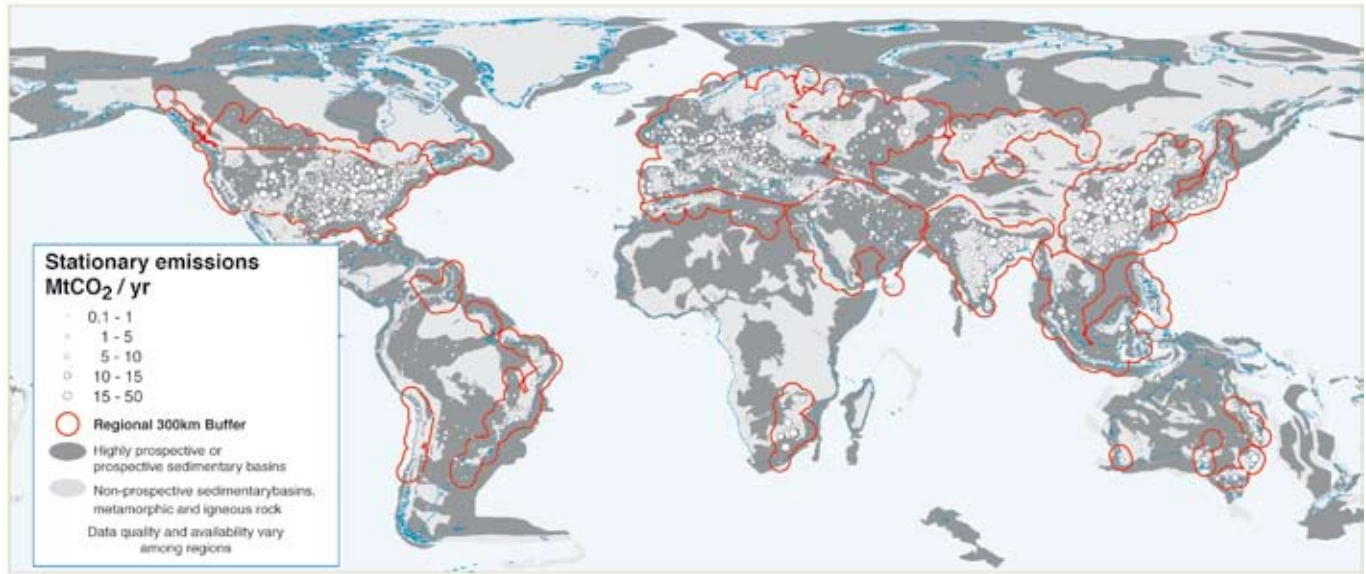 Stationary emissions
MtCO₂ / yr
0.1 - 1
1 - 5
5 - 10
10 - 15
15 - 50
Regional 300km Buffer
Highly prospective or
prospective sedimentary basins
Non-prospective sedimentarybasins.
metamorphic and igneous rock
Data quality and availability vary
among regions